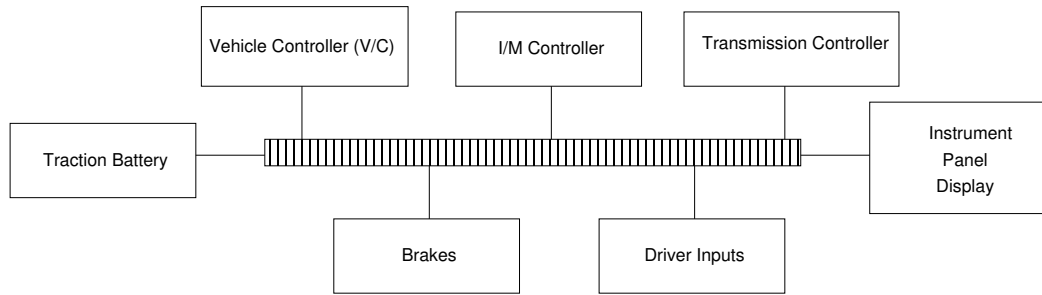 Vehicle Controller (V/C)
I/M Controller
Transmission Controller
Traction Battery
Instrument
Panel
Display
Brakes
Driver Inputs